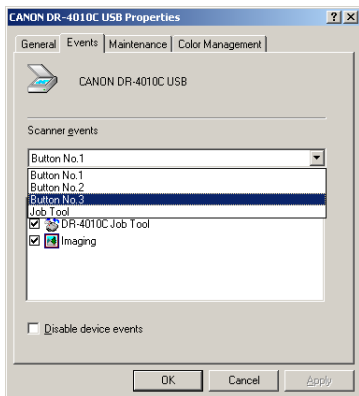 CANON DR-4010C USB Properties
General Events Maintenance Color Management
CANON DR-4010C USB
Scanner events
Button No.1
Button No.1
Button No.2
Button No.3
Job Tool
DR-4010C Job Tool
Imaging
Disable device events
OK Cancel Apply